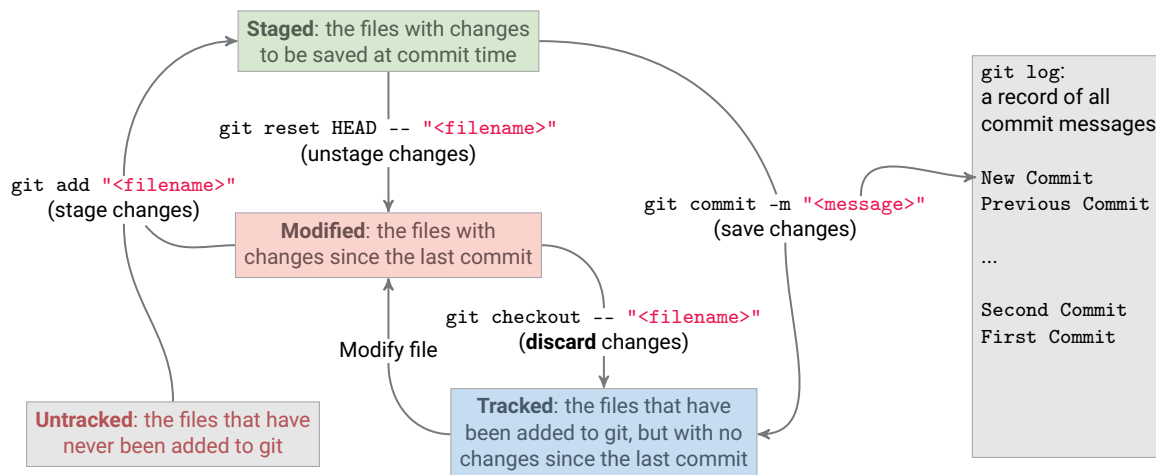 Staged: the files with changes
to be saved at commit time
git reset HEAD -- "<filename>"
(unstage changes)
git add "<filename>"
(stage changes)
Modified: the files with
changes since the last commit
git commit -m "<message>"
(save changes)
git checkout -- "<filename>"
(discard changes)
Modify file
Untracked: the files that have
never been added to git
Tracked: the files that have
been added to git, but with no
changes since the last commit
git log:
a record of all
commit messages
New Commit
Previous Commit
...
Second Commit
First Commit